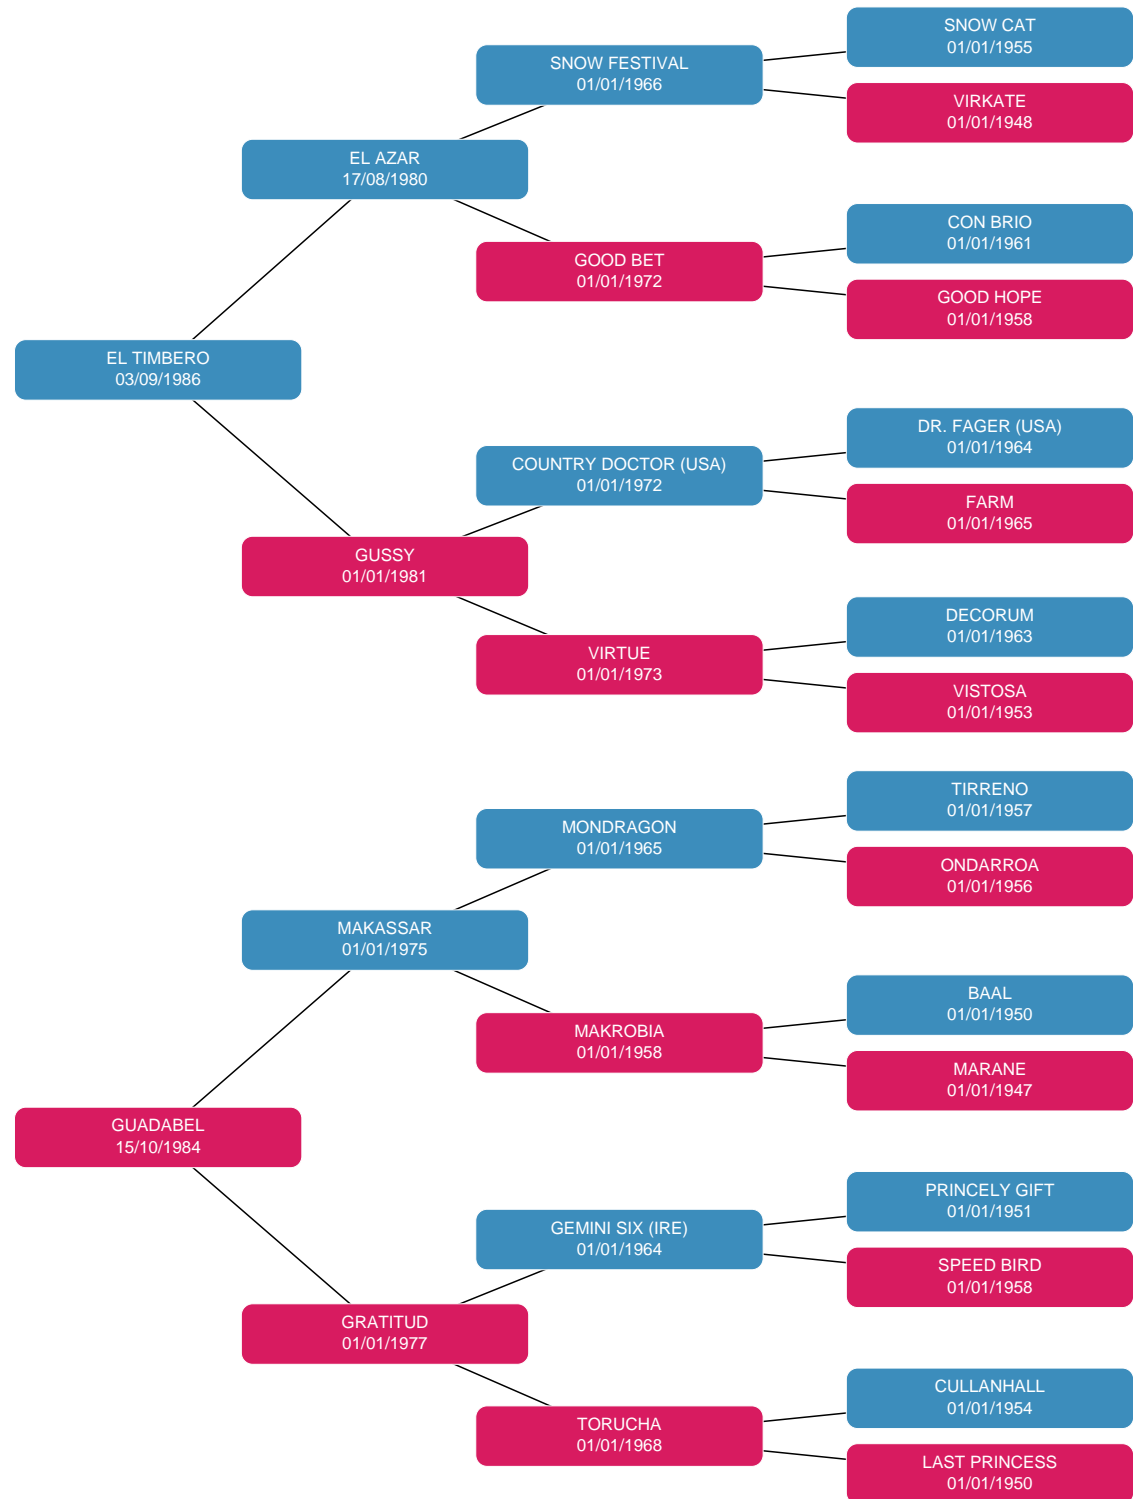 SNOW CAT
01/01/1955
SNOW FESTIVAL
01/01/1966
VIRKATE
01/01/1948
EL AZAR
17/08/1980
CON BRIO
01/01/1961
GOOD BET
01/01/1972
GOOD HOPE
01/01/1958
EL TIMBERO
03/09/1986
DR. FAGER (USA)
01/01/1964
COUNTRY DOCTOR (USA)
01/01/1972
FARM
01/01/1965
GUSSY
01/01/1981
DECORUM
01/01/1963
VIRTUE
01/01/1973
VISTOSA
01/01/1953
TIRRENO
01/01/1957
MONDRAGON
01/01/1965
ONDARROA
01/01/1956
MAKASSAR
01/01/1975
BAAL
01/01/1950
MAKROBIA
01/01/1958
MARANE
01/01/1947
GUADABEL
15/10/1984
PRINCELY GIFT
01/01/1951
GEMINI SIX (IRE)
01/01/1964
SPEED BIRD
01/01/1958
GRATITUD
01/01/1977
CULLANHALL
01/01/1954
TORUCHA
01/01/1968
LAST PRINCESS
01/01/1950